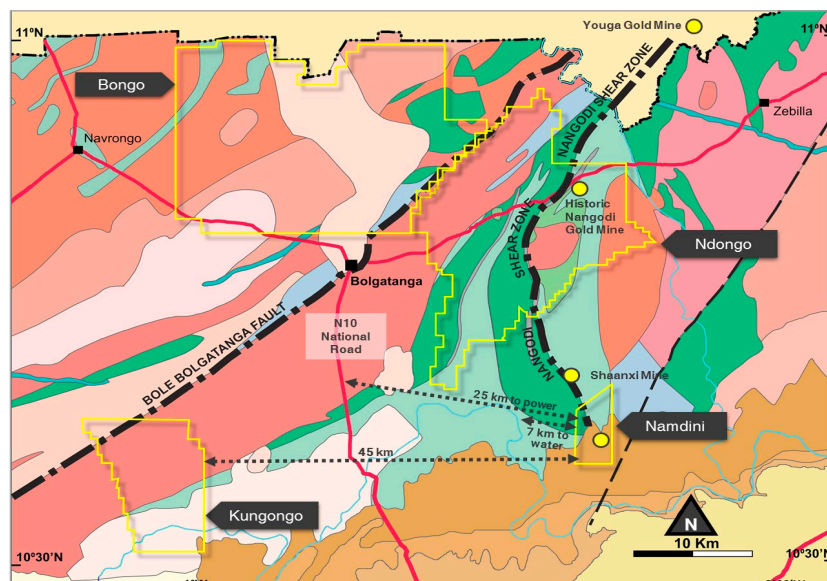 Youga Gold Mine
11°N
11°N
Bongo
NANGODI SHEAR ZONE
Zebilla
Navrongo
Historic
Nangodi
Gold Mine
SHEAR ZONE
Ndongo
Bolgatanga
N10
National
Road
BOLE BOLGATANGA FAULT
NANGODI
Shaanxi Mine
25 km to power
Namdini
7 km to
water
45 km
Kungongo
N
10°30'N
10 Km
10°30'N